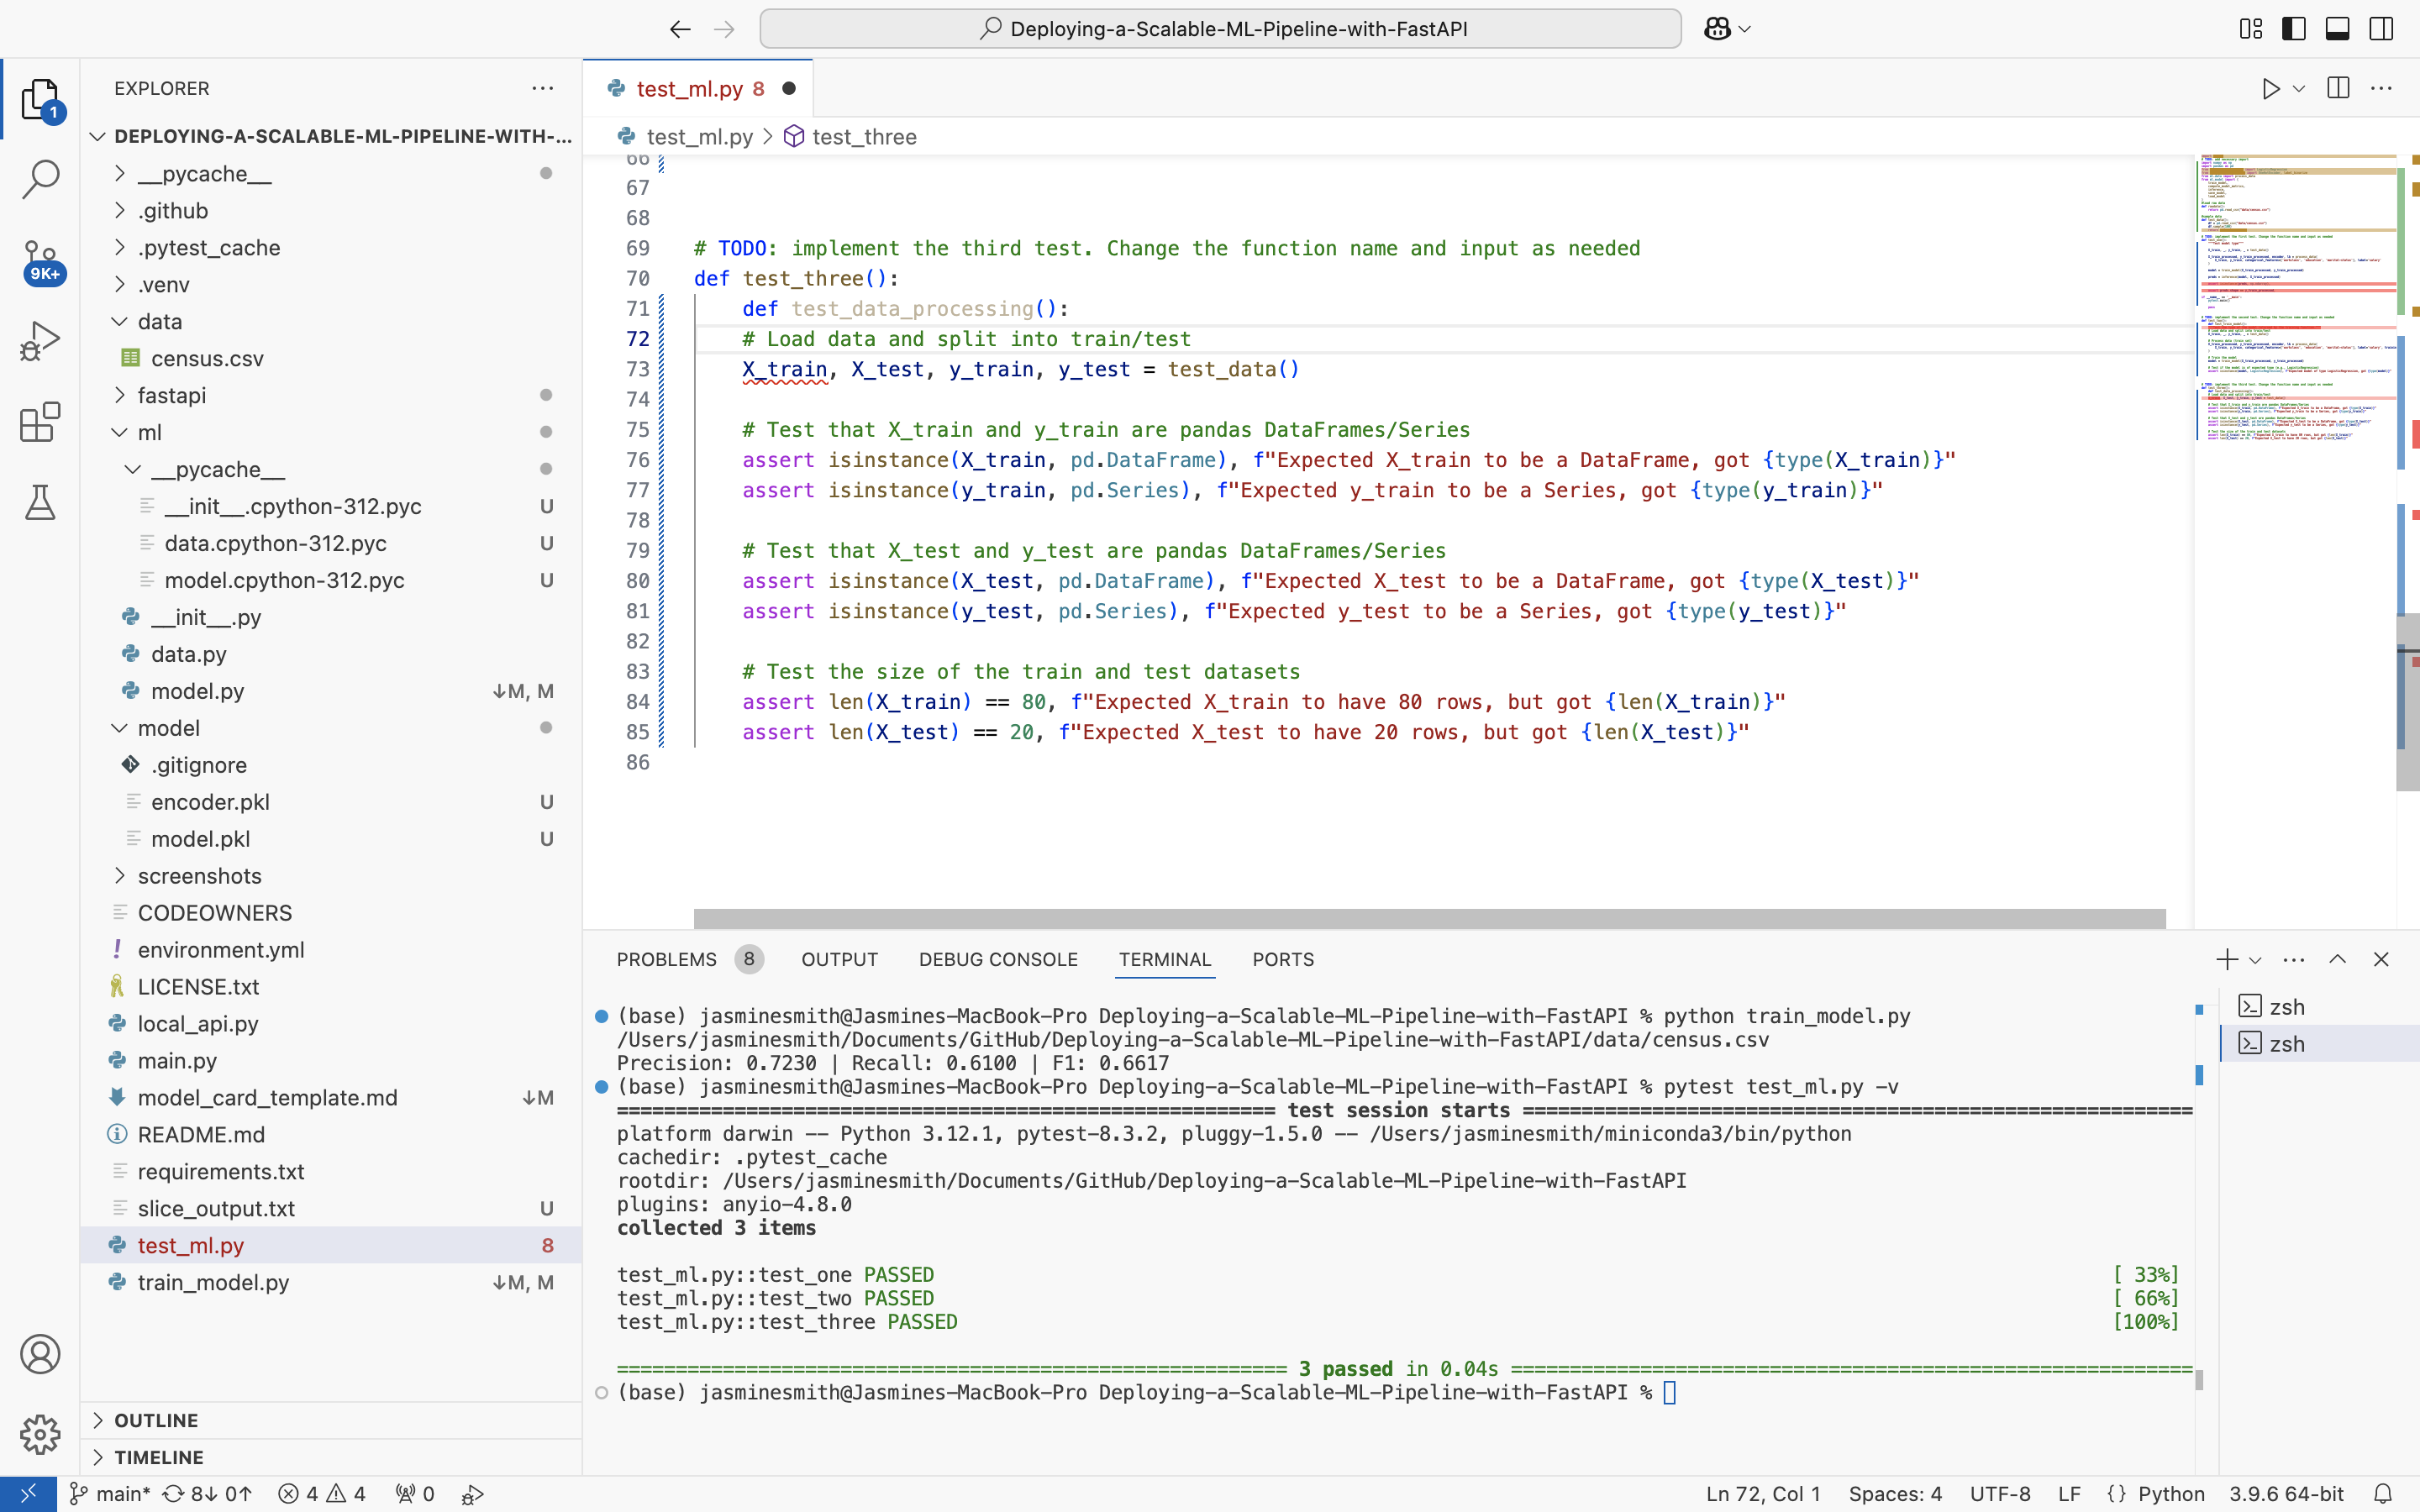 Deploying-a-Scalable-ML-Pipeline-with-FastAPI
EXPLORER
1
9K+
DEPLOYING-A-SCALABLE-ML-PIPELINE-WITH-...
__pycache__
.github
.pytest_cache
.venv
data
census.csv
fastapi
ml
__pycache__
__init__.cpython-312.pyc U
data.cpython-312.pyc U
model.cpython-312.pyc U
__init__.py
data.py
model.py ↓M, M
model
.gitignore
encoder.pkl U
model.pkl U
screenshots
CODEOWNERS
environment.yml
LICENSE.txt
local_api.py
main.py
model_card_template.md ↓M
README.md
requirements.txt
slice_output.txt U
test_ml.py 8
train_model.py ↓M, M
OUTLINE
TIMELINE
test_ml.py 8
test_ml.py > test_three
66
67
68
69 # TODO: implement the third test. Change the function name and input as needed
70 def test_three():
71 def test_data_processing():
72 # Load data and split into train/test
73 X_train, X_test, y_train, y_test = test_data()
74
75 # Test that X_train and y_train are pandas DataFrames/Series
76 assert isinstance(X_train, pd.DataFrame), f"Expected X_train to be a DataFrame, got {type(X_train)}"
77 assert isinstance(y_train, pd.Series), f"Expected y_train to be a Series, got {type(y_train)}"
78
79 # Test that X_test and y_test are pandas DataFrames/Series
80 assert isinstance(X_test, pd.DataFrame), f"Expected X_test to be a DataFrame, got {type(X_test)}"
81 assert isinstance(y_test, pd.Series), f"Expected y_test to be a Series, got {type(y_test)}"
82
83 # Test the size of the train and test datasets
84 assert len(X_train) == 80, f"Expected X_train to have 80 rows, but got {len(X_train)}"
85 assert len(X_test) == 20, f"Expected X_test to have 20 rows, but got {len(X_test)}"
86
PROBLEMS 8 OUTPUT DEBUG CONSOLE TERMINAL PORTS
(base) jasminesmith@Jasmines-MacBook-Pro Deploying-a-Scalable-ML-Pipeline-with-FastAPI % python train_model.py
/Users/jasminesmith/Documents/GitHub/Deploying-a-Scalable-ML-Pipeline-with-FastAPI/data/census.csv
Precision: 0.7230 | Recall: 0.6100 | F1: 0.6617
(base) jasminesmith@Jasmines-MacBook-Pro Deploying-a-Scalable-ML-Pipeline-with-FastAPI % pytest test_ml.py -v
======================================================== test session starts =========================================================
platform darwin -- Python 3.12.1, pytest-8.3.2, pluggy-1.5.0 -- /Users/jasminesmith/miniconda3/bin/python
cachedir: .pytest_cache
rootdir: /Users/jasminesmith/Documents/GitHub/Deploying-a-Scalable-ML-Pipeline-with-FastAPI
plugins: anyio-4.8.0
collected 3 items
test_ml.py::test_one PASSED [ 33%]
test_ml.py::test_two PASSED [ 66%]
test_ml.py::test_three PASSED [100%]
========================================================= 3 passed in 0.04s ==========================================================
(base) jasminesmith@Jasmines-MacBook-Pro Deploying-a-Scalable-ML-Pipeline-with-FastAPI %
zsh
zsh
main* 8↓ 0↑ 4 4 0
Ln 72, Col 1 Spaces: 4 UTF-8 LF {} Python 3.9.6 64-bit